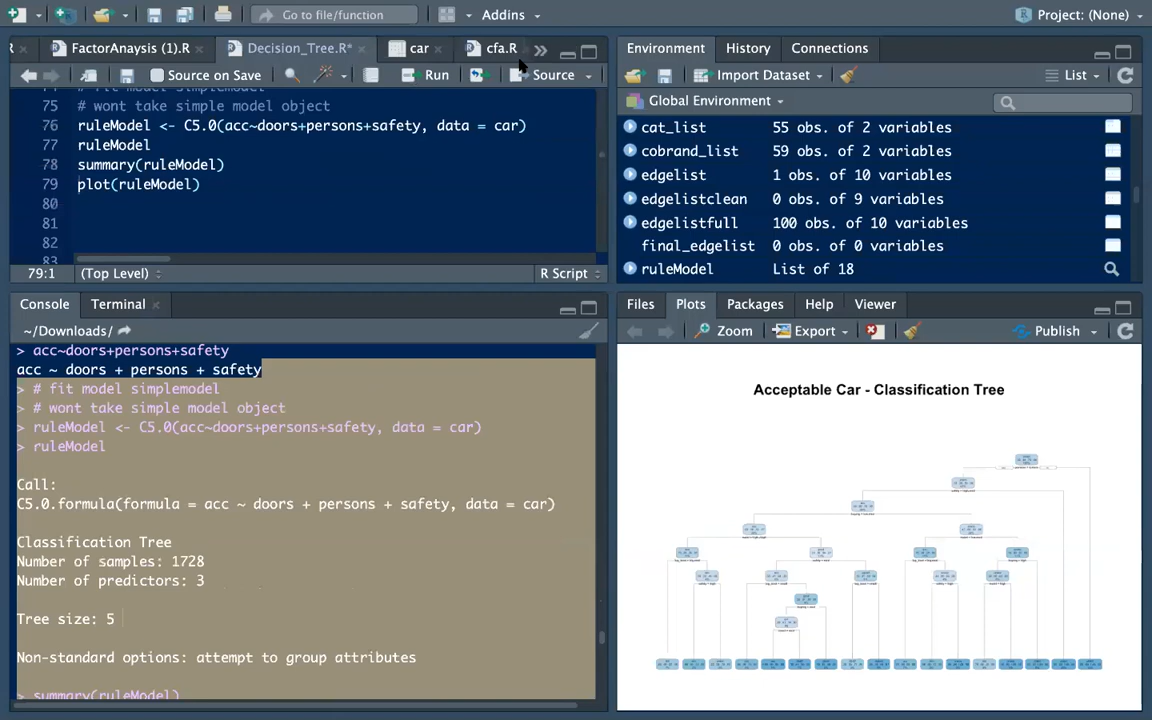 Go to file/function
Addins
Project: (None)
R
FactorAnaysis (1).R
Decision_Tree.R*
car
cfa.R
Source on Save
Run
Source
75
# wont take simple model object
76
ruleModel <- C5.0(acc~doors+persons+safety, data = car)
77
ruleModel
78
summary(ruleModel)
79
plot(ruleModel)
80
81
82
83
79:1
(Top Level)
R Script
Environment
History
Connections
Import Dataset
List
Global Environment
cat_list 55 obs. of 2 variables
cobrand_list 59 obs. of 2 variables
edgelist 1 obs. of 10 variables
edgelistclean 0 obs. of 9 variables
edgelistfull 100 obs. of 10 variables
final_edgelist 0 obs. of 0 variables
ruleModel List of 18
Console
Terminal
~/Downloads/
> acc~doors+persons+safety
acc ~ doors + persons + safety
> # fit model simplemodel
> # wont take simple model object
> ruleModel <- C5.0(acc~doors+persons+safety, data = car)
> ruleModel
Call:
C5.0.formula(formula = acc ~ doors + persons + safety, data = car)
Classification Tree
Number of samples: 1728
Number of predictors: 3
Tree size: 5
Non-standard options: attempt to group attributes
> summary(ruleModel)
Files
Plots
Packages
Help
Viewer
Zoom
Export
Publish
Acceptable Car - Classification Tree